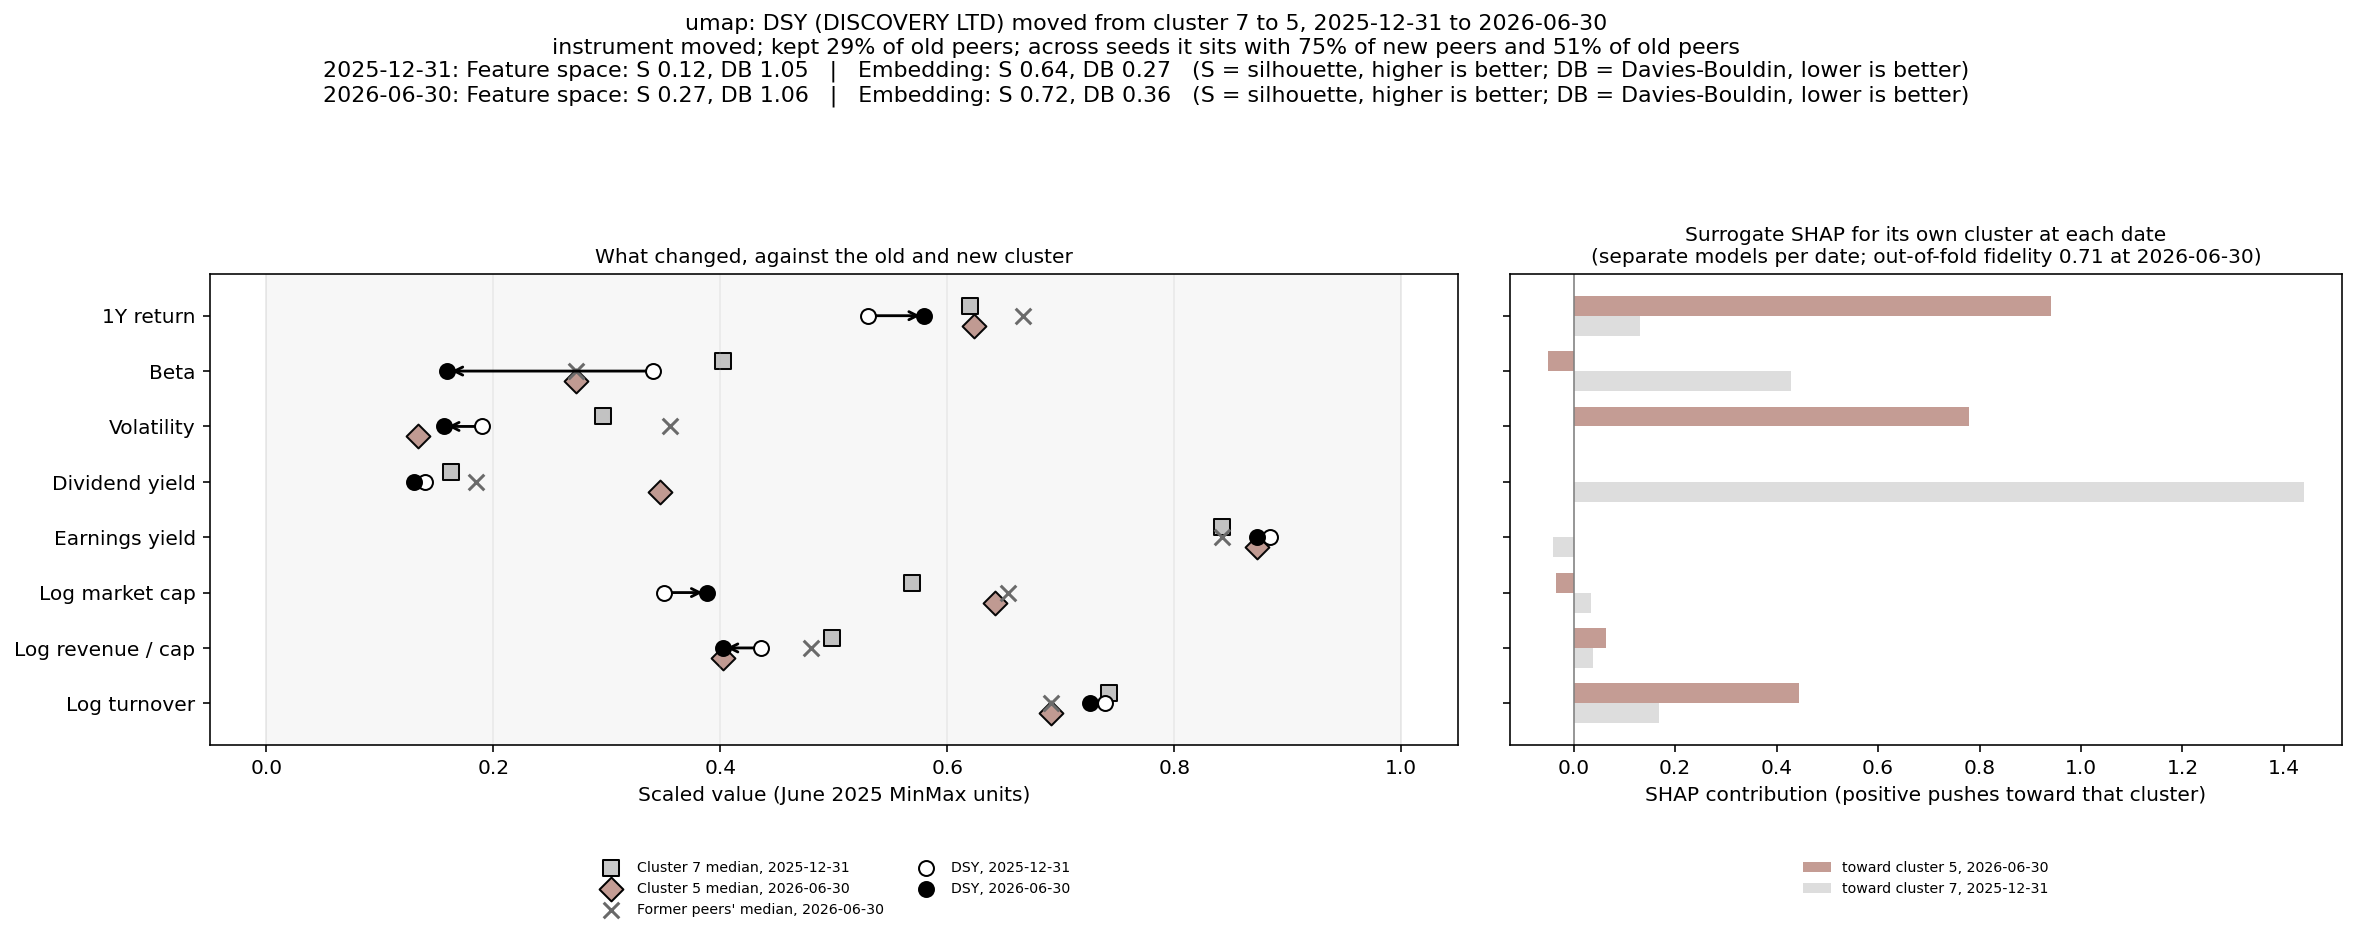 umap: DSY (DISCOVERY LTD) moved from cluster 7 to 5, 2025-12-31 to 2026-06-30
instrument moved; kept 29% of old peers; across seeds it sits with 75% of new peers and 51% of old peers
2025-12-31: Feature space: S 0.12, DB 1.05   |   Embedding: S 0.64, DB 0.27   (S = silhouette, higher is better; DB = Davies-Bouldin, lower is better)
2026-06-30: Feature space: S 0.27, DB 1.06   |   Embedding: S 0.72, DB 0.36   (S = silhouette, higher is better; DB = Davies-Bouldin, lower is better)
What changed, against the old and new cluster
1Y return
Beta
Volatility
Dividend yield
Earnings yield
Log market cap
Log revenue / cap
Log turnover
0.0 0.2 0.4 0.6 0.8 1.0
Scaled value (June 2025 MinMax units)
Cluster 7 median, 2025-12-31
Cluster 5 median, 2026-06-30
Former peers' median, 2026-06-30
DSY, 2025-12-31
DSY, 2026-06-30
Surrogate SHAP for its own cluster at each date
(separate models per date; out-of-fold fidelity 0.71 at 2026-06-30)
0.0 0.2 0.4 0.6 0.8 1.0 1.2 1.4
SHAP contribution (positive pushes toward that cluster)
toward cluster 5, 2026-06-30
toward cluster 7, 2025-12-31